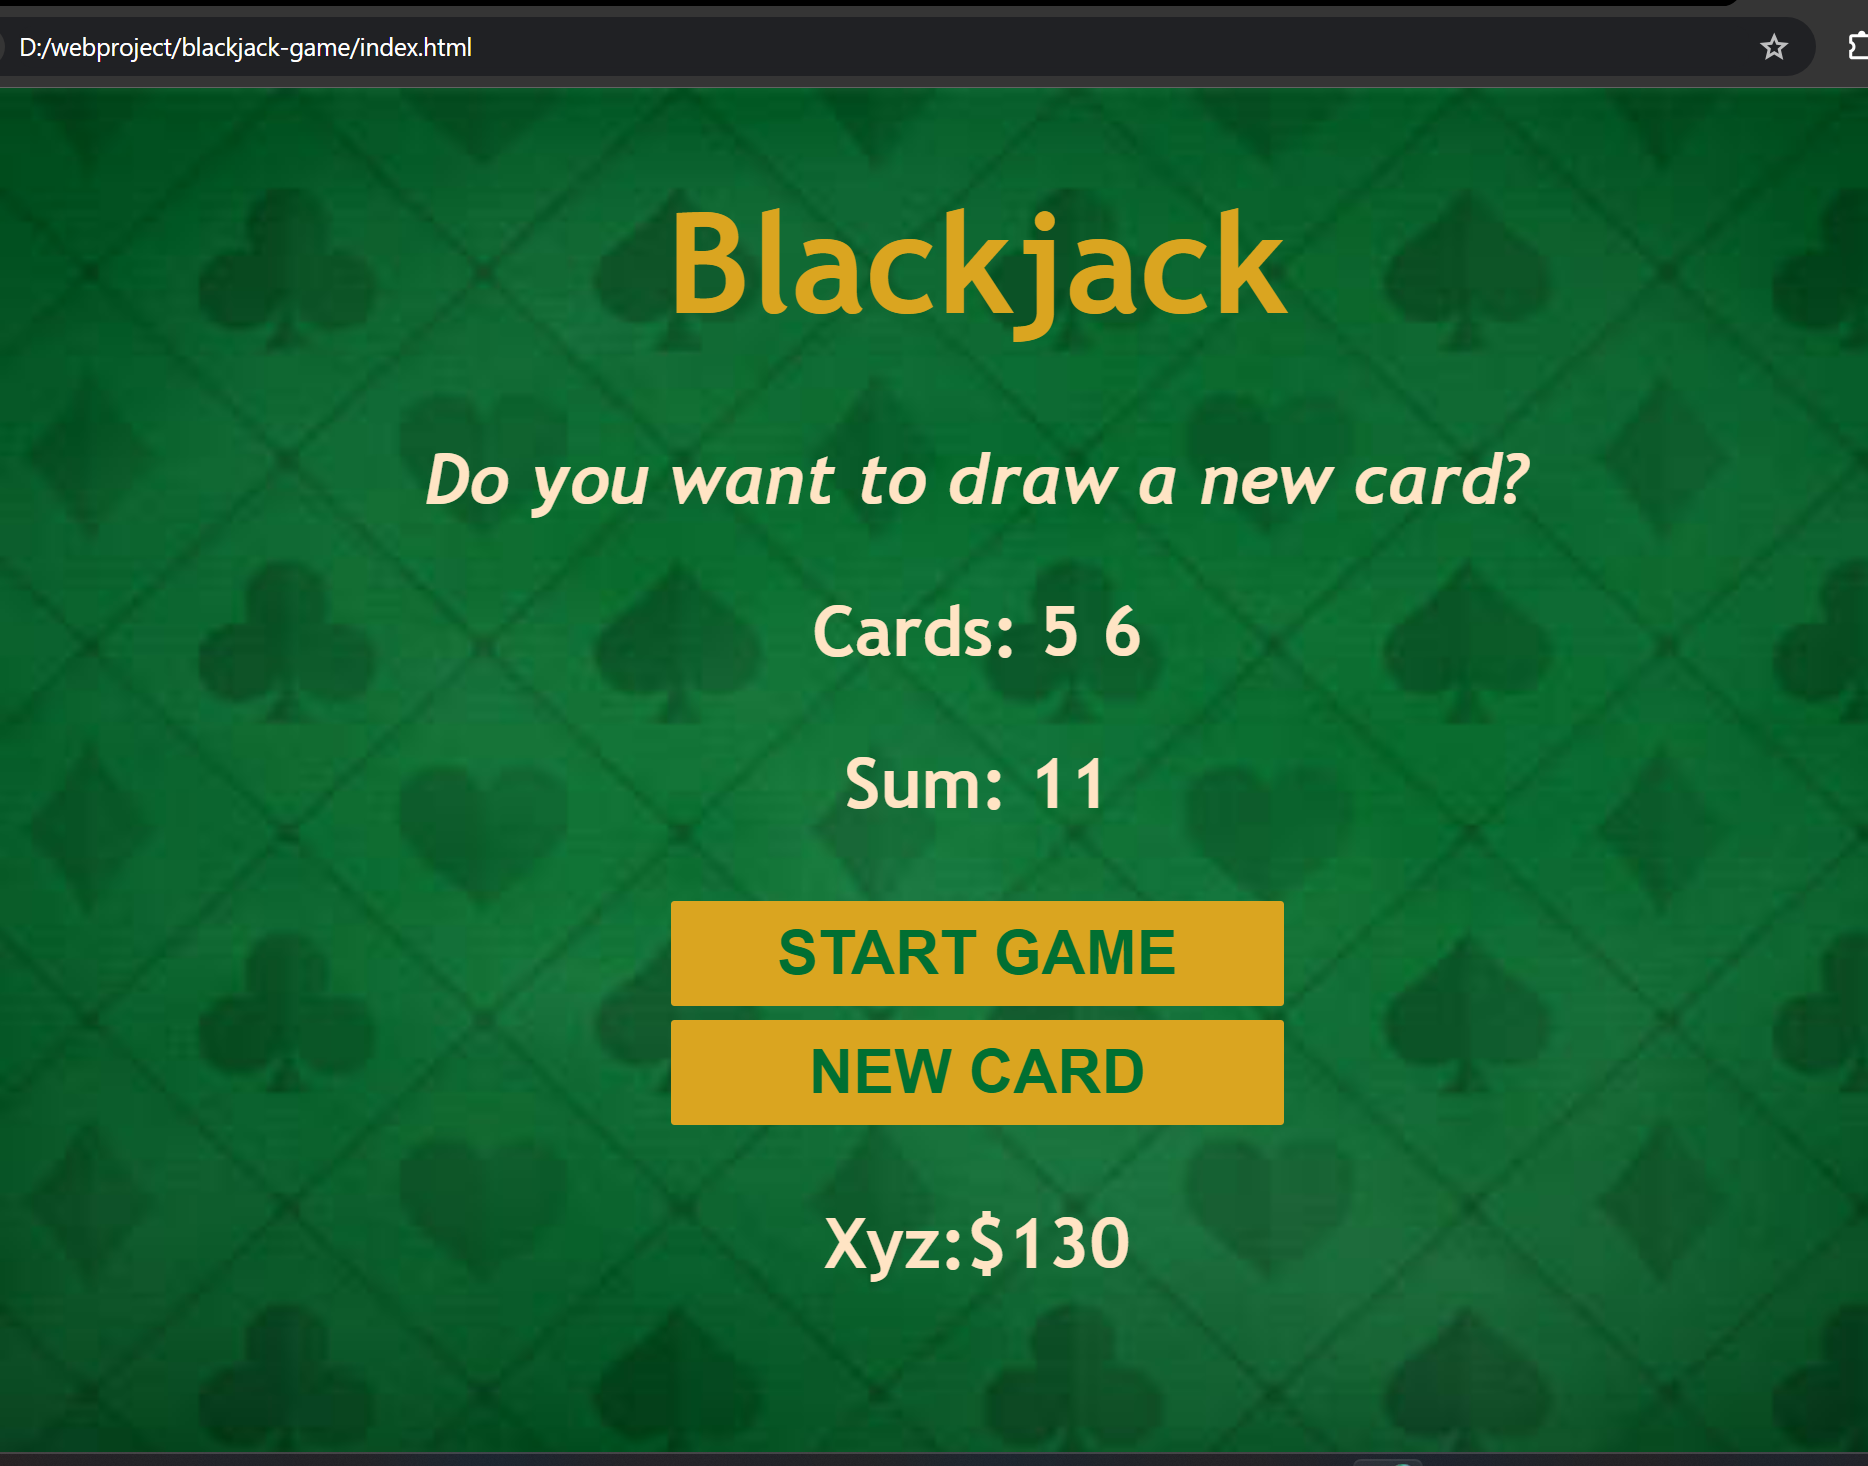 D:/webproject/blackjack-game/index.html
Blackjack
Do you want to draw a new card?
Cards: 5 6
Sum: 11
START GAME
NEW CARD
Xyz:$130